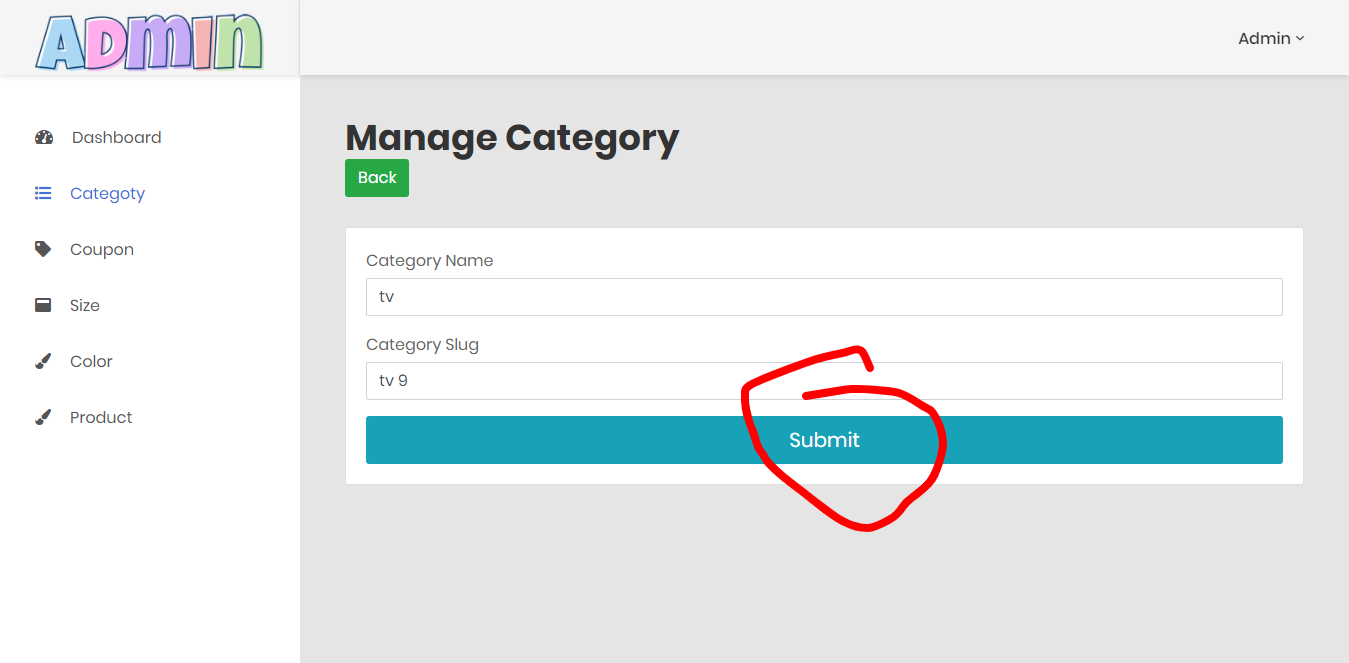 ADMIN
Admin
Dashboard
Categoty
Coupon
Size
Color
Product
Manage Category
Back
Category Name
tv
Category Slug
tv 9
Submit